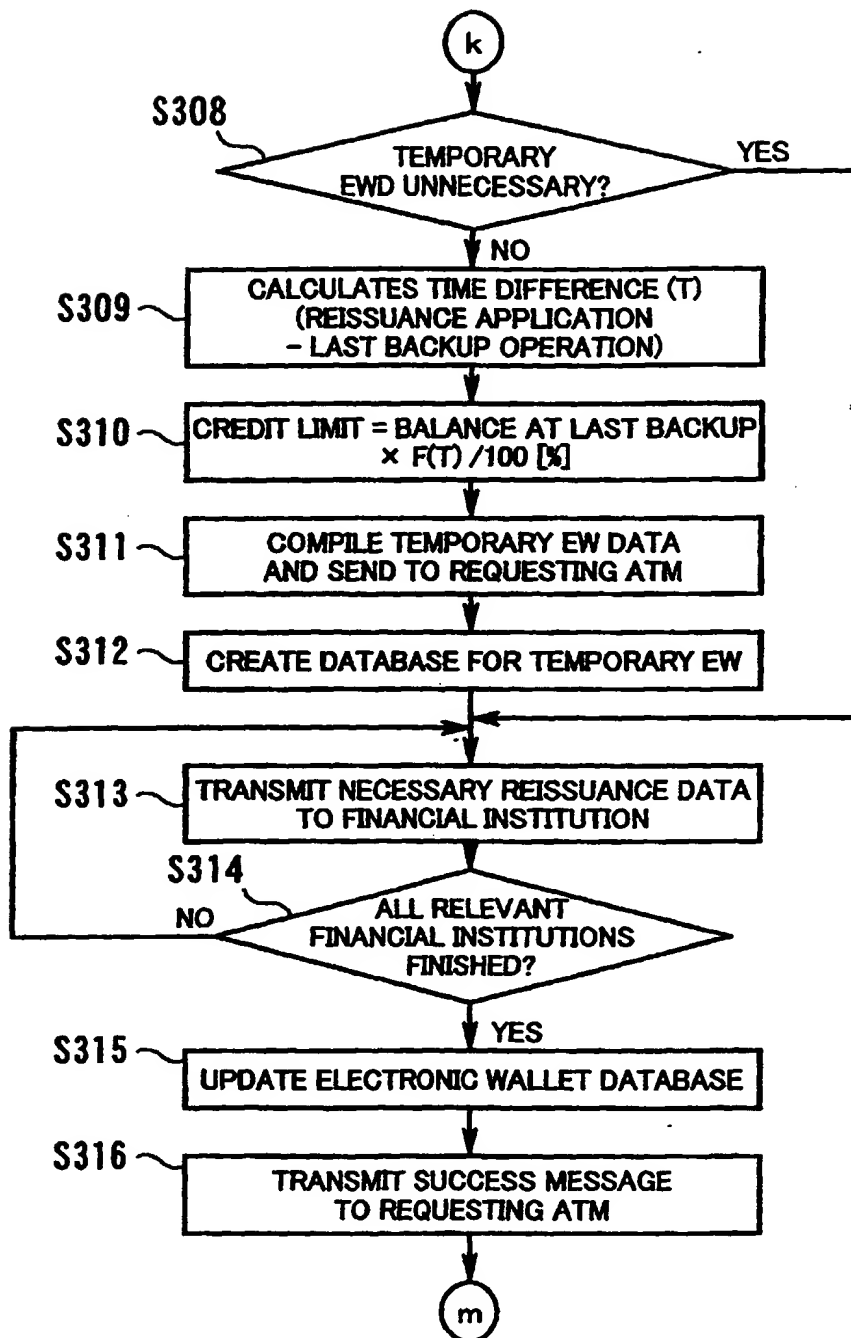 k
S308
TEMPORARY
EWD UNNECESSARY?
YES
NO
S309
CALCULATES TIME DIFFERENCE (T)
(REISSUANCE APPLICATION
- LAST BACKUP OPERATION)
S310
CREDIT LIMIT = BALANCE AT LAST BACKUP
× F(T) /100 [%]
S311
COMPILE TEMPORARY EW DATA
AND SEND TO REQUESTING ATM
S312
CREATE DATABASE FOR TEMPORARY EW
S313
TRANSMIT NECESSARY REISSUANCE DATA
TO FINANCIAL INSTITUTION
S314
NO
ALL RELEVANT
FINANCIAL INSTITUTIONS
FINISHED?
YES
S315
UPDATE ELECTRONIC WALLET DATABASE
S316
TRANSMIT SUCCESS MESSAGE
TO REQUESTING ATM
m